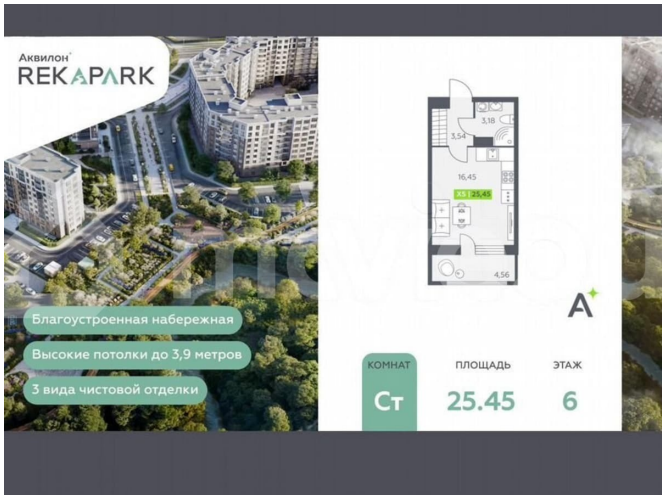 Аквилон
REKAPARK
Благоустроенная набережная
Высокие потолки до 3,9 метров
3 вида чистовой отделки
3,54
3,18
16,45
25,45
4,56
A
КОМНАТ
ПЛОЩАДЬ
ЭТАЖ
Ст
25.45
6